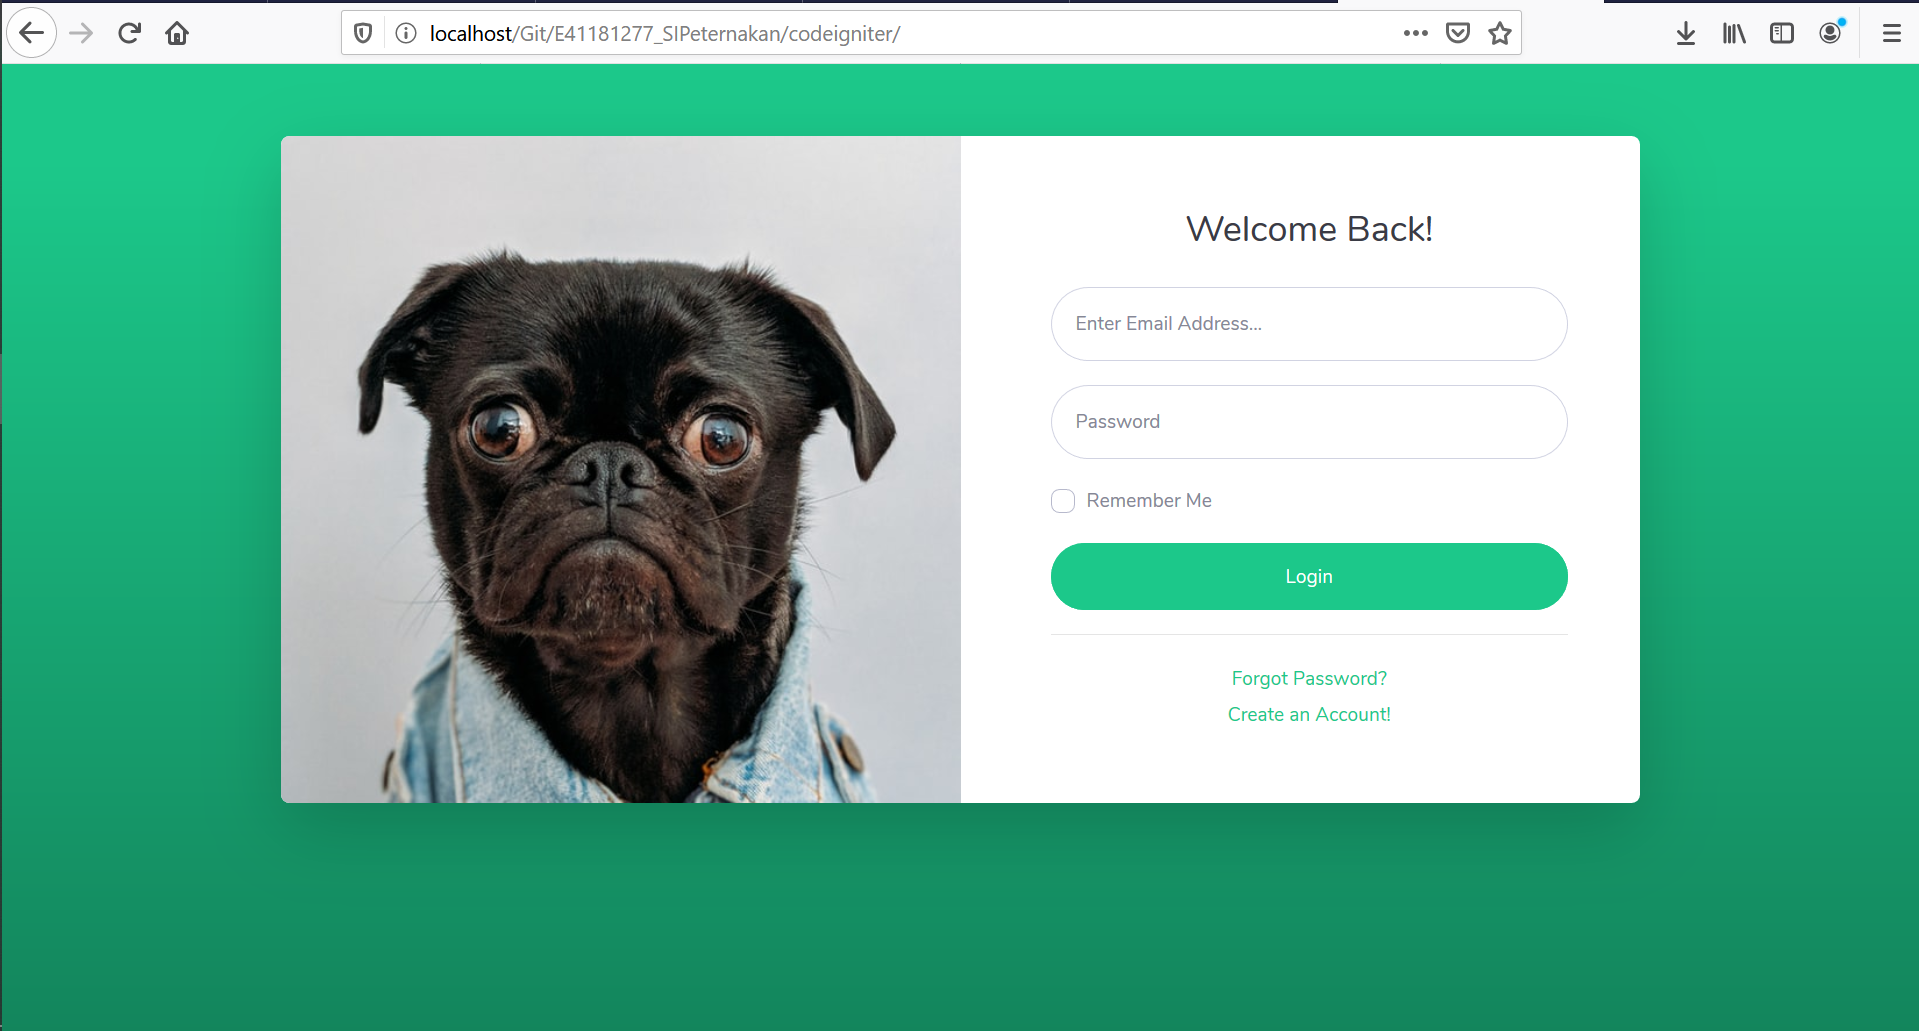 localhost/Git/E41181277_SIPeternakan/codeigniter/
Welcome Back!
Enter Email Address...
Password
Remember Me
Login
Forgot Password?
Create an Account!